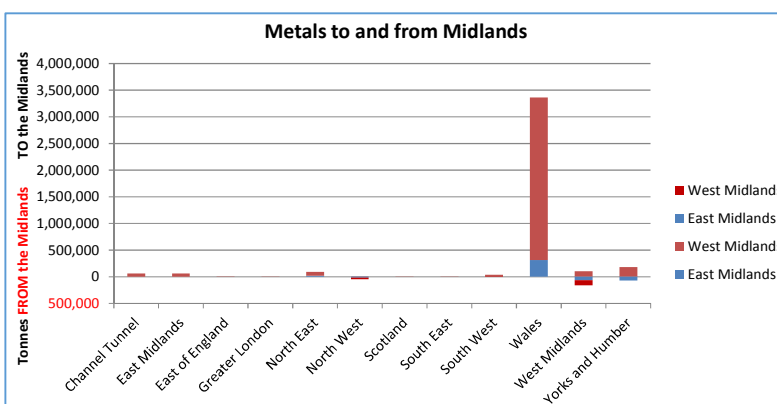 Metals to and from Midlands
Tonnes FROM the Midlands TO the Midlands
4,000,000
3,500,000
3,000,000
2,500,000
2,000,000
1,500,000
1,000,000
500,000
0
500,000
Channel Tunnel
East Midlands
East of England
Greater London
North East
North West
Scotland
South East
South West
Wales
West Midlands
Yorks and Humber
West Midland
East Midlands
West Midland
East Midlands